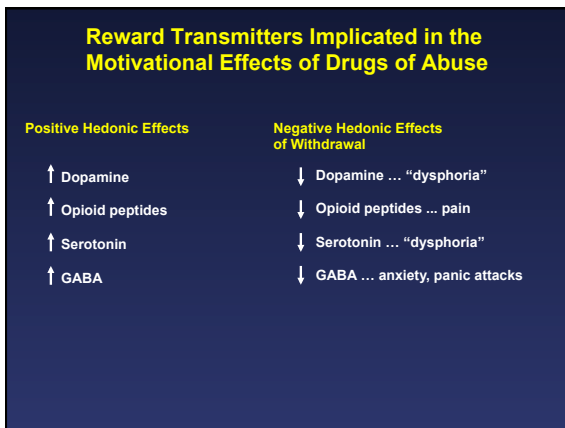 Reward Transmitters Implicated in the
Motivational Effects of Drugs of Abuse
Positive Hedonic Effects
↑ Dopamine
↑ Opioid peptides
↑ Serotonin
↑ GABA
Negative Hedonic Effects
of Withdrawal
↓ Dopamine … “dysphoria”
↓ Opioid peptides ... pain
↓ Serotonin … “dysphoria”
↓ GABA … anxiety, panic attacks